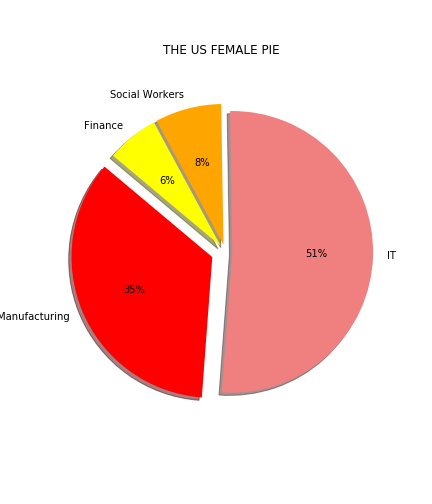 THE US FEMALE PIE
Social Workers
Finance
8%
6%
51%
IT
35%
Manufacturing